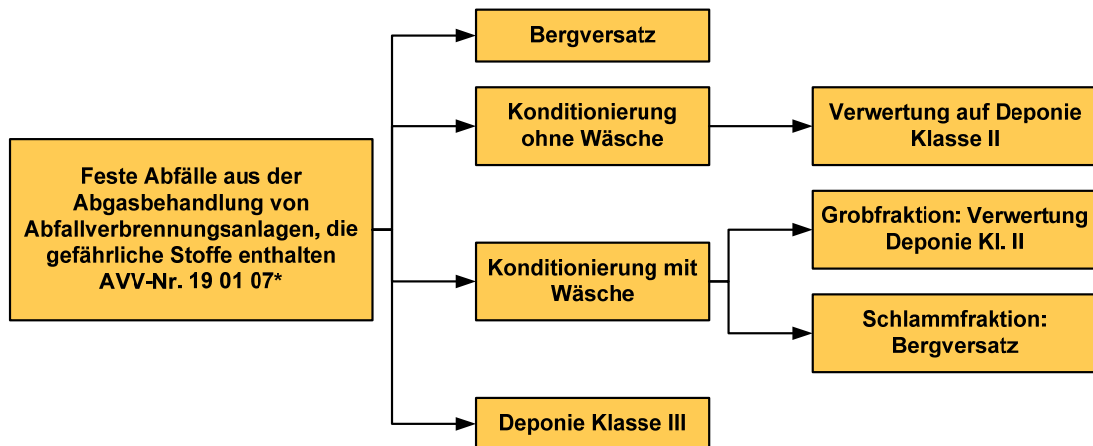 Feste Abfälle aus der
Abgasbehandlung von
Abfallverbrennungsanlagen, die
gefährliche Stoffe enthalten
AVV-Nr. 19 01 07*
Bergversatz
Konditionierung
ohne Wäsche
Verwertung auf Deponie
Klasse II
Konditionierung mit
Wäsche
Grobfraktion: Verwertung
Deponie Kl. II
Schlammfraktion:
Bergversatz
Deponie Klasse III